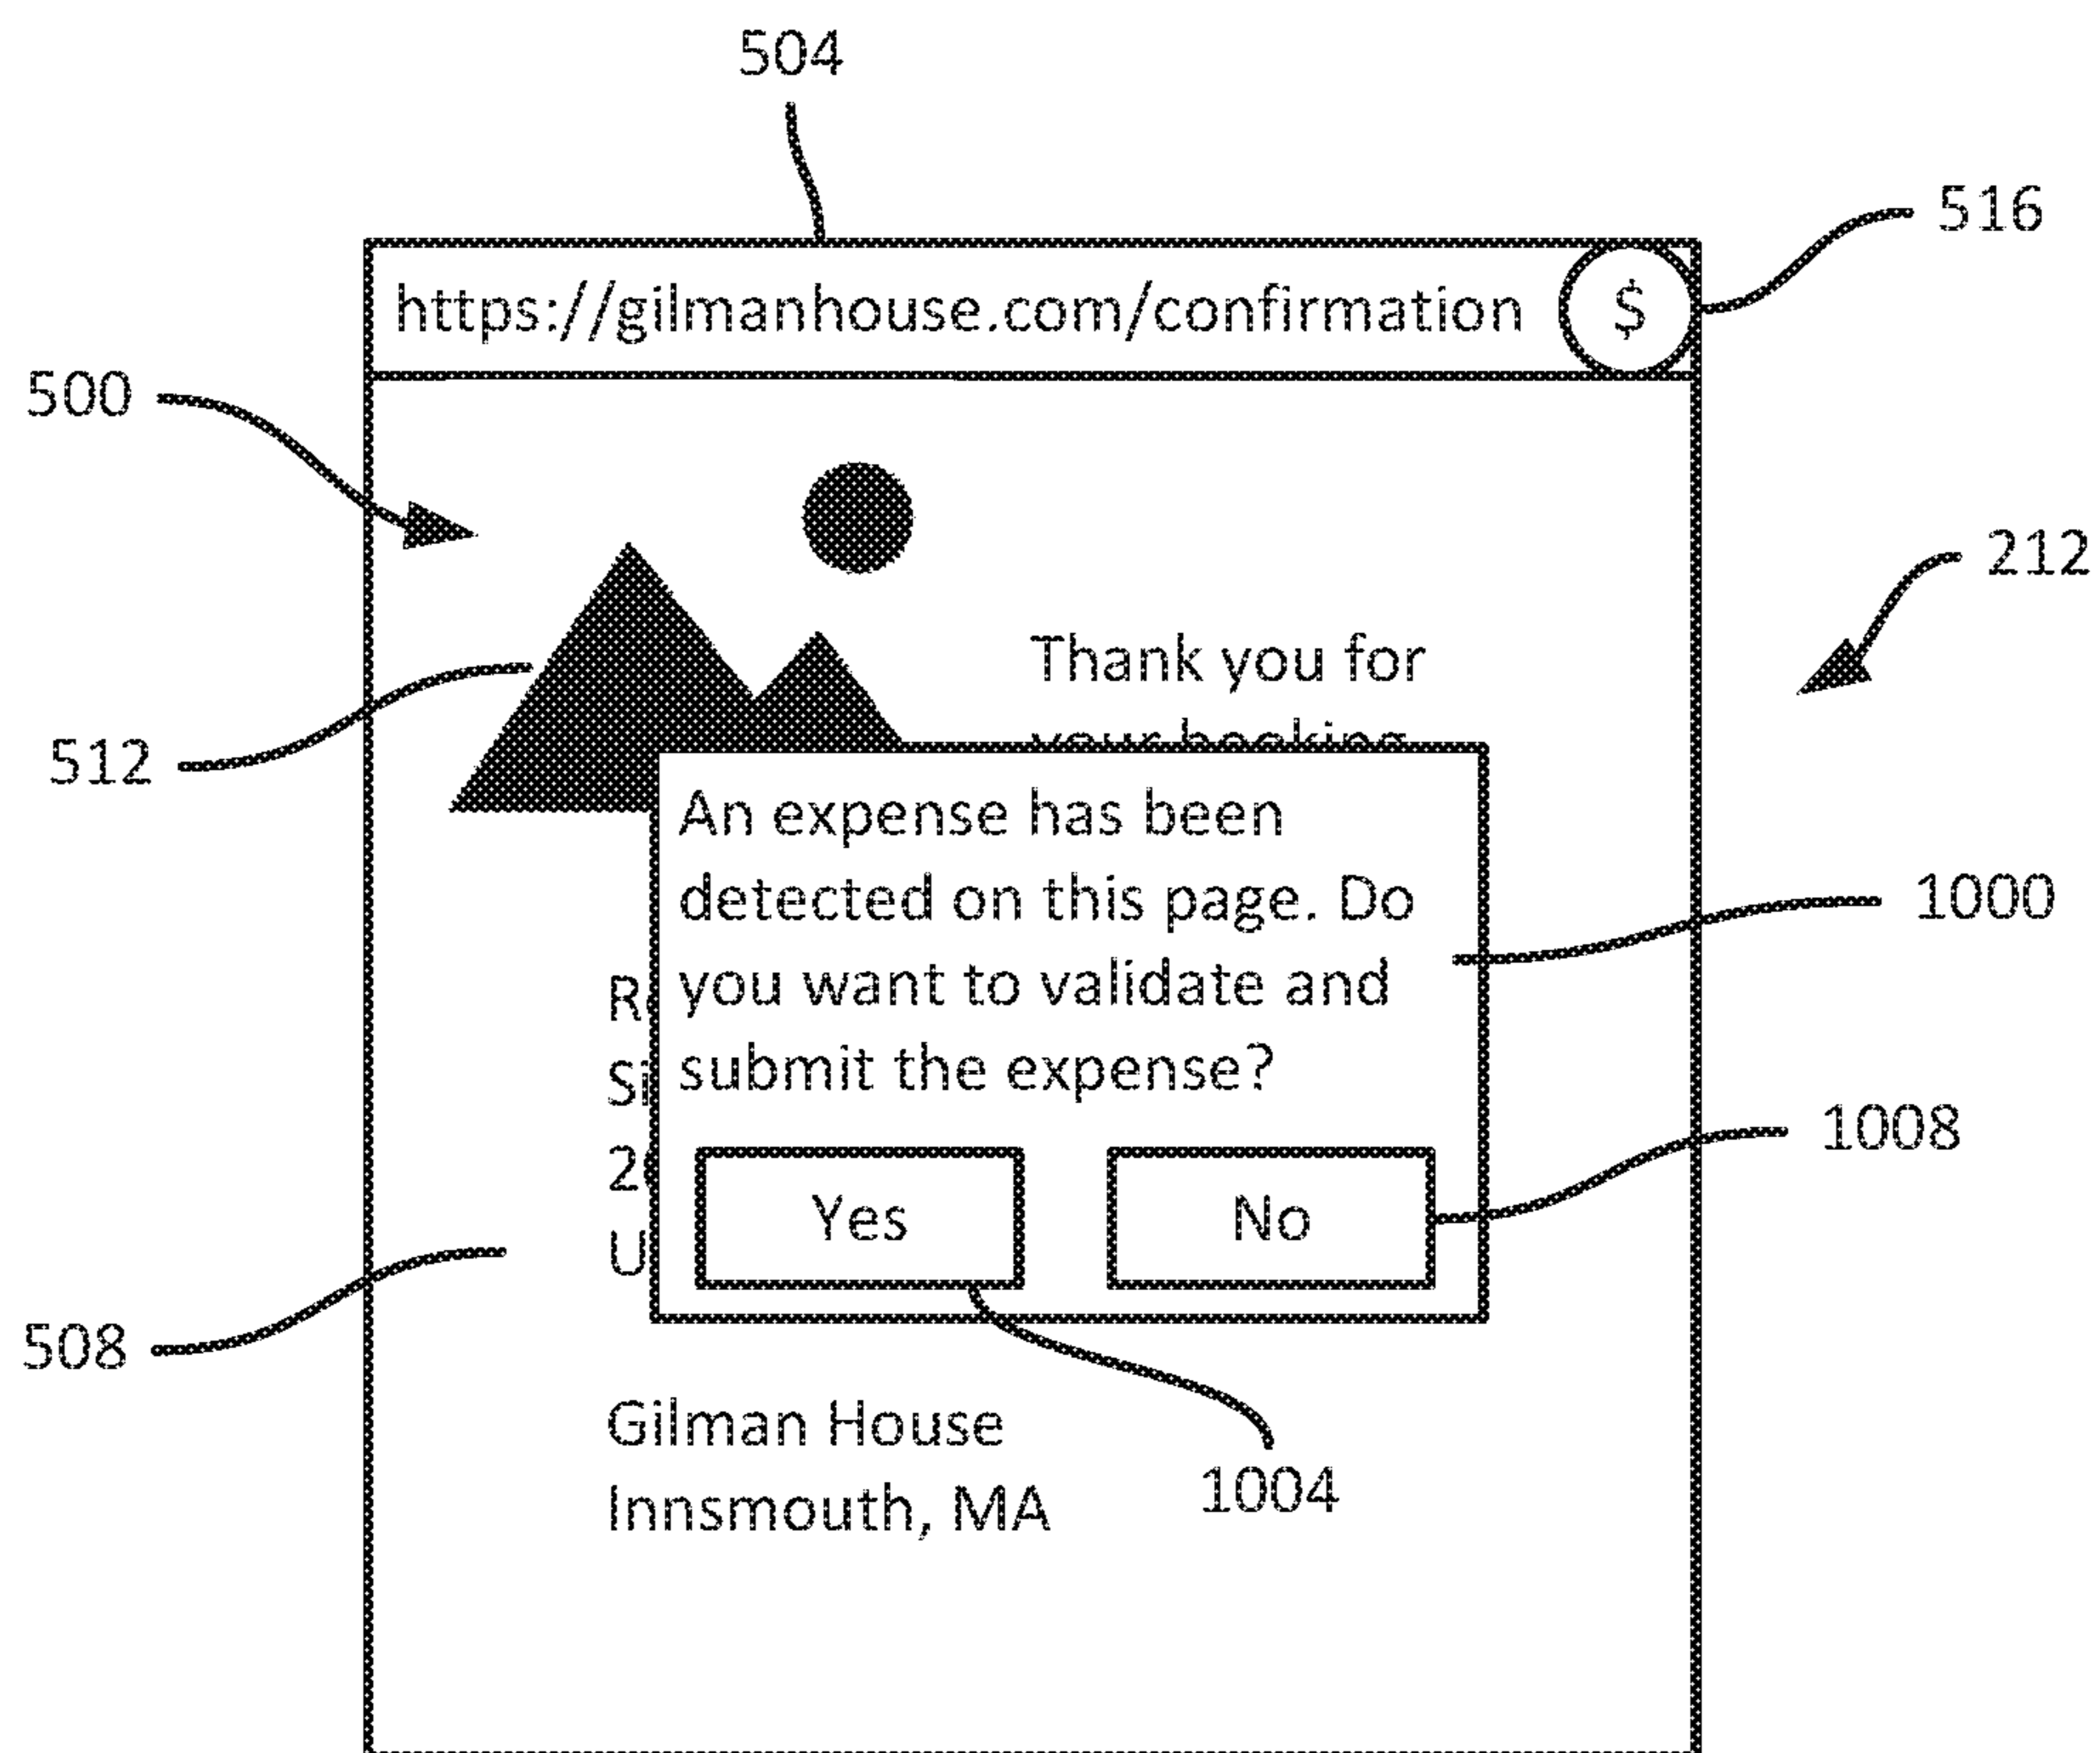 504
516
https://gilmanhouse.com/confirmation $
500
212
Thank you for
your booking
512
An expense has been
detected on this page. Do
1000
you want to validate and
submit the expense?
1008
Yes No
508
Gilman House
1004
Innsmouth, MA